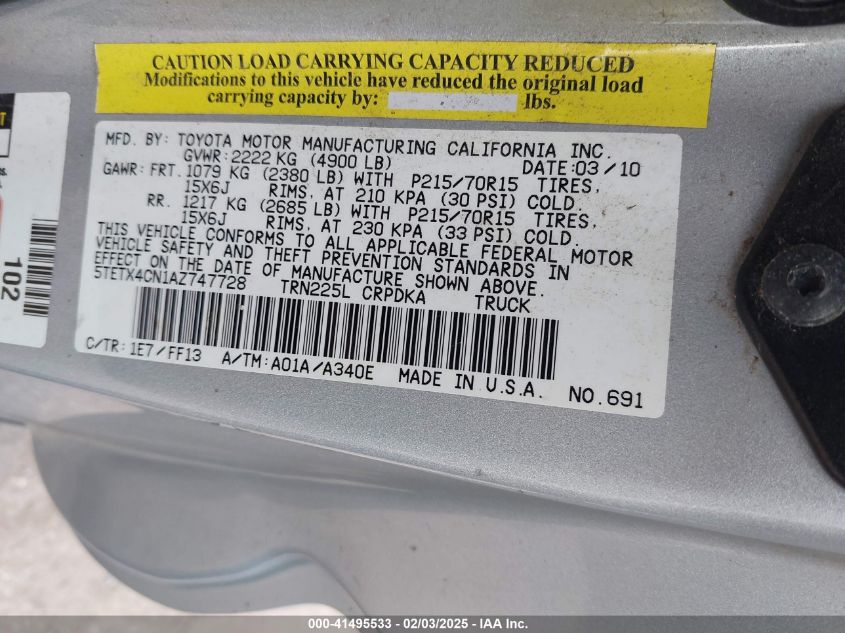 CAUTION LOAD CARRYING CAPACITY REDUCED
Modifications to this vehicle have reduced the original load
carrying capacity by: lbs.
MFD. BY: TOYOTA MOTOR MANUFACTURING CALIFORNIA INC.
GVWR: 2222 KG (4900 LB) DATE: 03/10
GAWR: FRT. 1079 KG (2380 LB) WITH P215/70R15 TIRES,
15X6J RIMS, AT 210 KPA (30 PSI) COLD.
RR. 1217 KG (2685 LB) WITH P215/70R15 TIRES,
15X6J RIMS, AT 230 KPA (33 PSI) COLD.
THIS VEHICLE CONFORMS TO ALL APPLICABLE FEDERAL MOTOR
VEHICLE SAFETY AND THEFT PREVENTION STANDARDS IN
EFFECT ON THE DATE OF MANUFACTURE SHOWN ABOVE.
5TETX4CN1AZ747728 TRN225L CRPDKA TRUCK
C/TR: 1E7/FF13 A/TM: A01A/A340E MADE IN U.S.A. NO.691
102
000-41495533 - 02/03/2025 - IAA Inc.